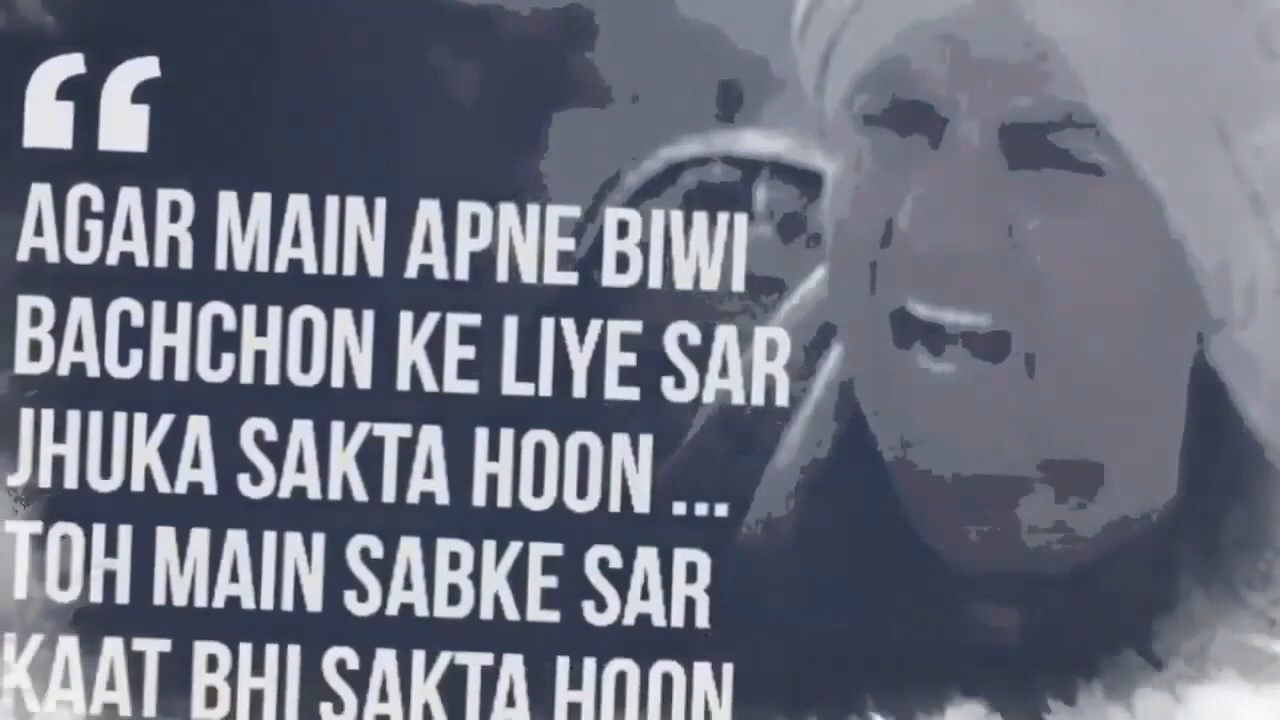 “
AGAR MAIN APNE BIWI
BACHCHON KE LIYE SAR
JHUKA SAKTA HOON ...
TOH MAIN SABKE SAR
KAAT BHI SAKTA HOON